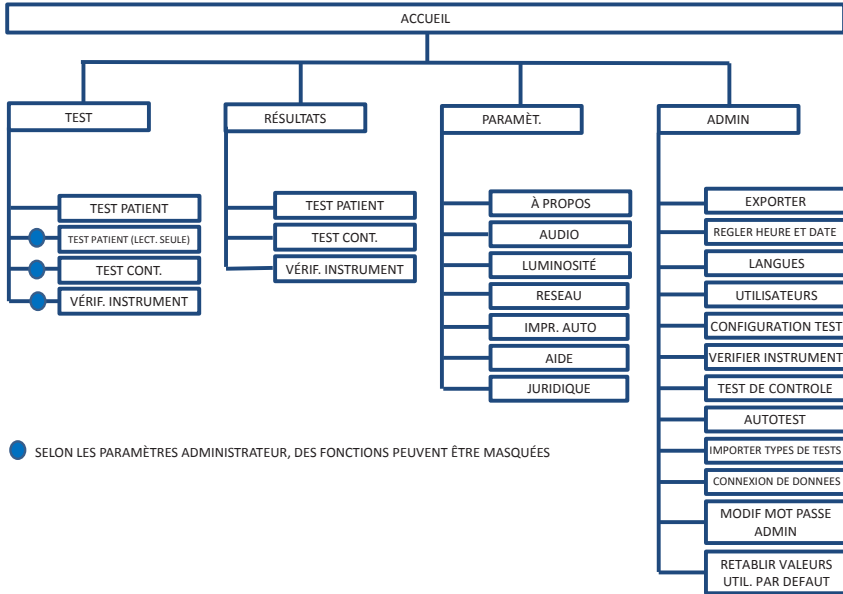 ACCUEIL
TEST
TEST PATIENT
TEST PATIENT (LECT. SEULE)
TEST CONT.
VÉRIF. INSTRUMENT
RÉSULTATS
TEST PATIENT
TEST CONT.
VÉRIF. INSTRUMENT
PARAMÈT.
À PROPOS
AUDIO
LUMINOSITÉ
RESEAU
IMPR. AUTO
AIDE
JURIDIQUE
ADMIN
EXPORTER
REGLER HEURE ET DATE
LANGUES
UTILISATEURS
CONFIGURATION TEST
VERIFIER INSTRUMENT
TEST DE CONTROLE
AUTOTEST
IMPORTER TYPES DE TESTS
CONNEXION DE DONNEES
MODIF MOT PASSE
ADMIN
RETABLIR VALEURS
UTIL. PAR DEFAUT
SELON LES PARAMÈTRES ADMINISTRATEUR, DES FONCTIONS PEUVENT ÊTRE MASQUÉES